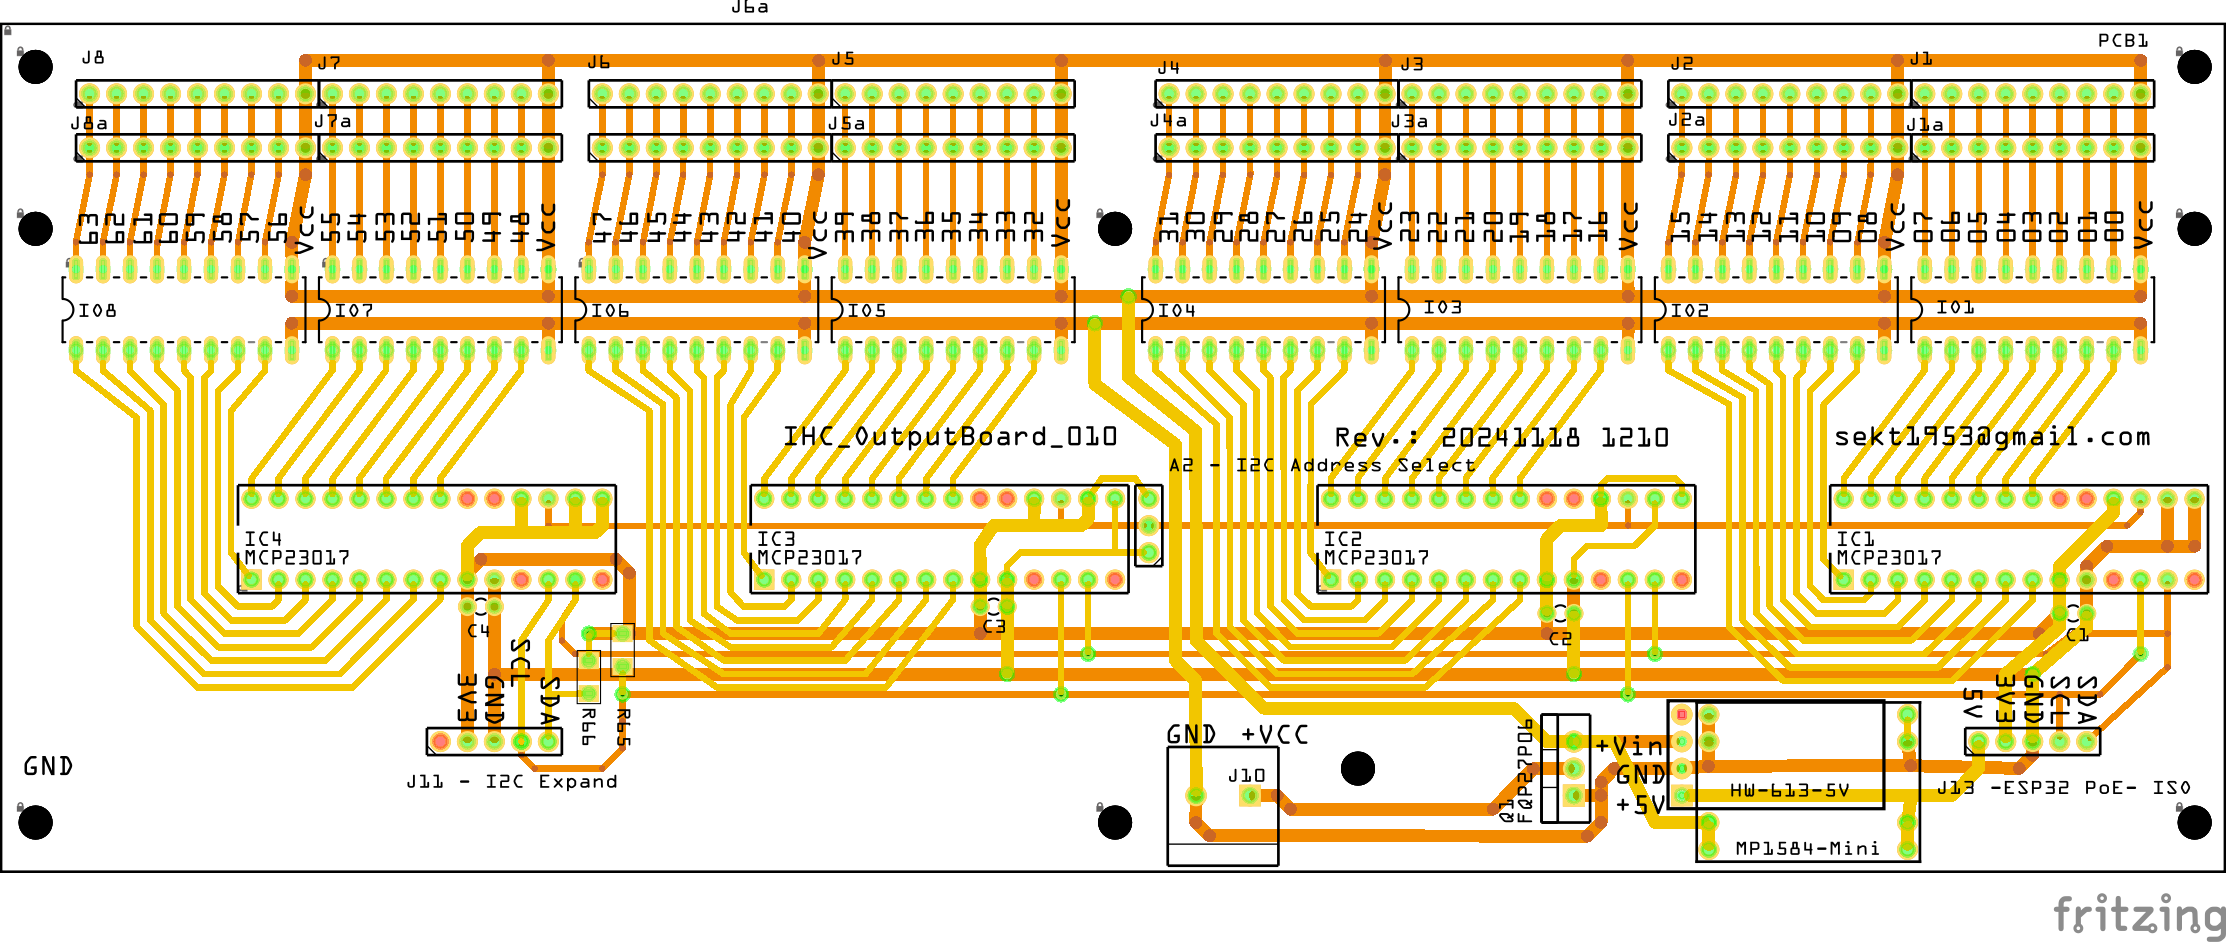 J6a
PCB1
J8 J7 J6 J5 J4 J3 J2 J1
J8a J7a J5a J4a J3a J2a J1a
63 62 61 60 59 58 57 56 Vcc 55 54 53 52 51 50 49 48 Vcc 47 46 45 44 43 42 41 40 Vcc 39 38 37 36 35 34 33 32 Vcc 31 30 29 28 27 26 25 24 Vcc 23 22 21 20 19 18 17 16 Vcc 15 14 13 12 11 10 09 08 Vcc 07 06 05 04 03 02 01 00 Vcc
IO8 IO7 IO6 IO5 IO4 IO3 IO2 IO1
IHC_OutputBoard_010 Rev.: 20241118 1210 sekt1953@gmail.com
A2 - I2C Address Select
IC4 IC3 IC2 IC1
MCP23017 MCP23017 MCP23017 MCP23017
C4 C3 C2 C1
3V3 GND SCL SDA R66 R65
5V 3V3 GND SCL SDA
GND +VCC
+Vin
GND
+5V
J10
Q1
FQP27P06
HW-613-5V
MP1584-Mini
J13 -ESP32 PoE- ISO
GND
J11 - I2C Expand
fritzing